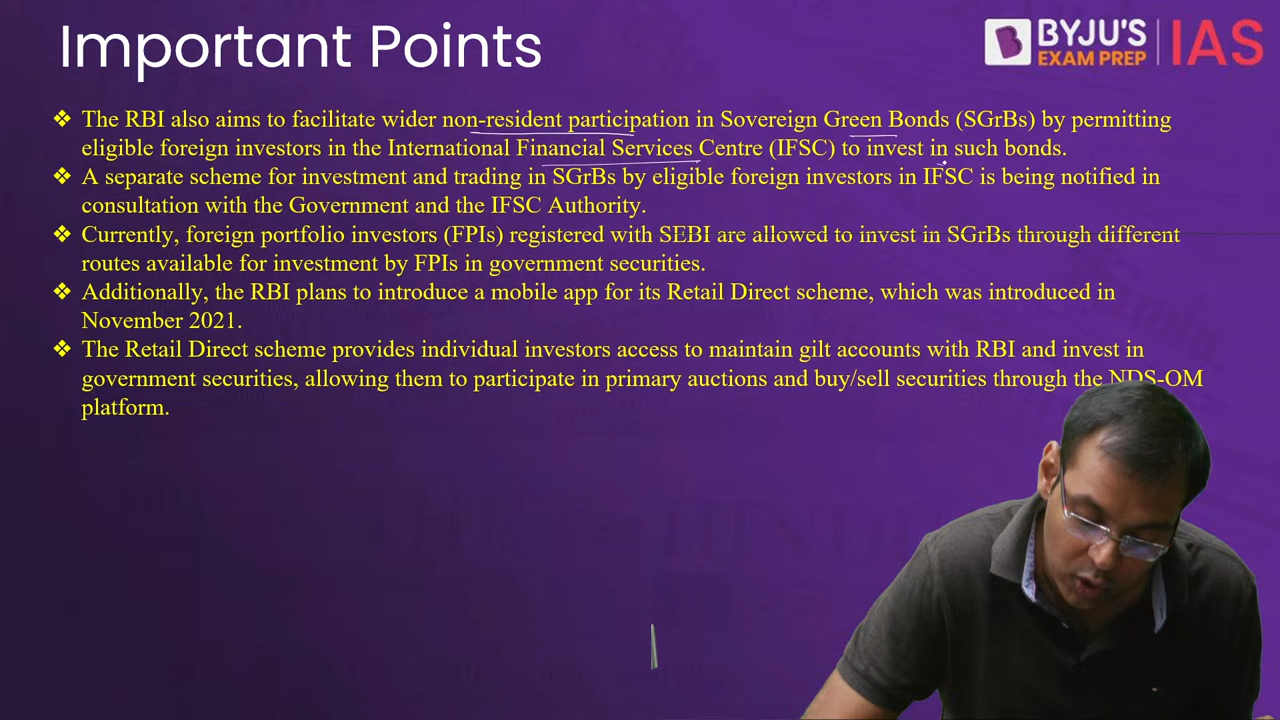 Important Points
BYJU'S
EXAM PREP
IAS
❖ The RBI also aims to facilitate wider non-resident participation in Sovereign Green Bonds (SGrBs) by permitting
eligible foreign investors in the International Financial Services Centre (IFSC) to invest in such bonds.
❖ A separate scheme for investment and trading in SGrBs by eligible foreign investors in IFSC is being notified in
consultation with the Government and the IFSC Authority.
❖ Currently, foreign portfolio investors (FPIs) registered with SEBI are allowed to invest in SGrBs through different
routes available for investment by FPIs in government securities.
❖ Additionally, the RBI plans to introduce a mobile app for its Retail Direct scheme, which was introduced in
November 2021.
❖ The Retail Direct scheme provides individual investors access to maintain gilt accounts with RBI and invest in
government securities, allowing them to participate in primary auctions and buy/sell securities through the NDS-OM
platform.